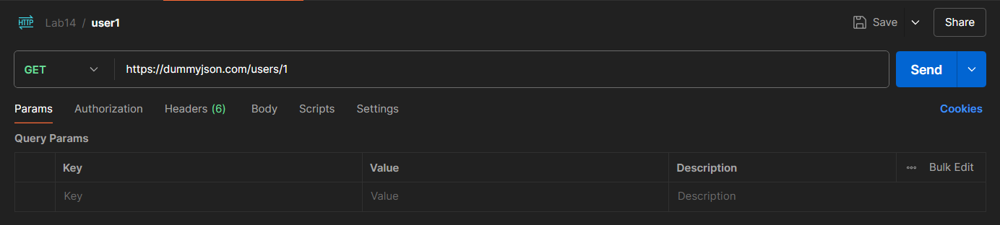 HTTP Lab14 / user1 Save Share
GET https://dummyjson.com/users/1 Send
Params Authorization Headers (6) Body Scripts Settings Cookies
Query Params
Key Value Description Bulk Edit
Key Value Description